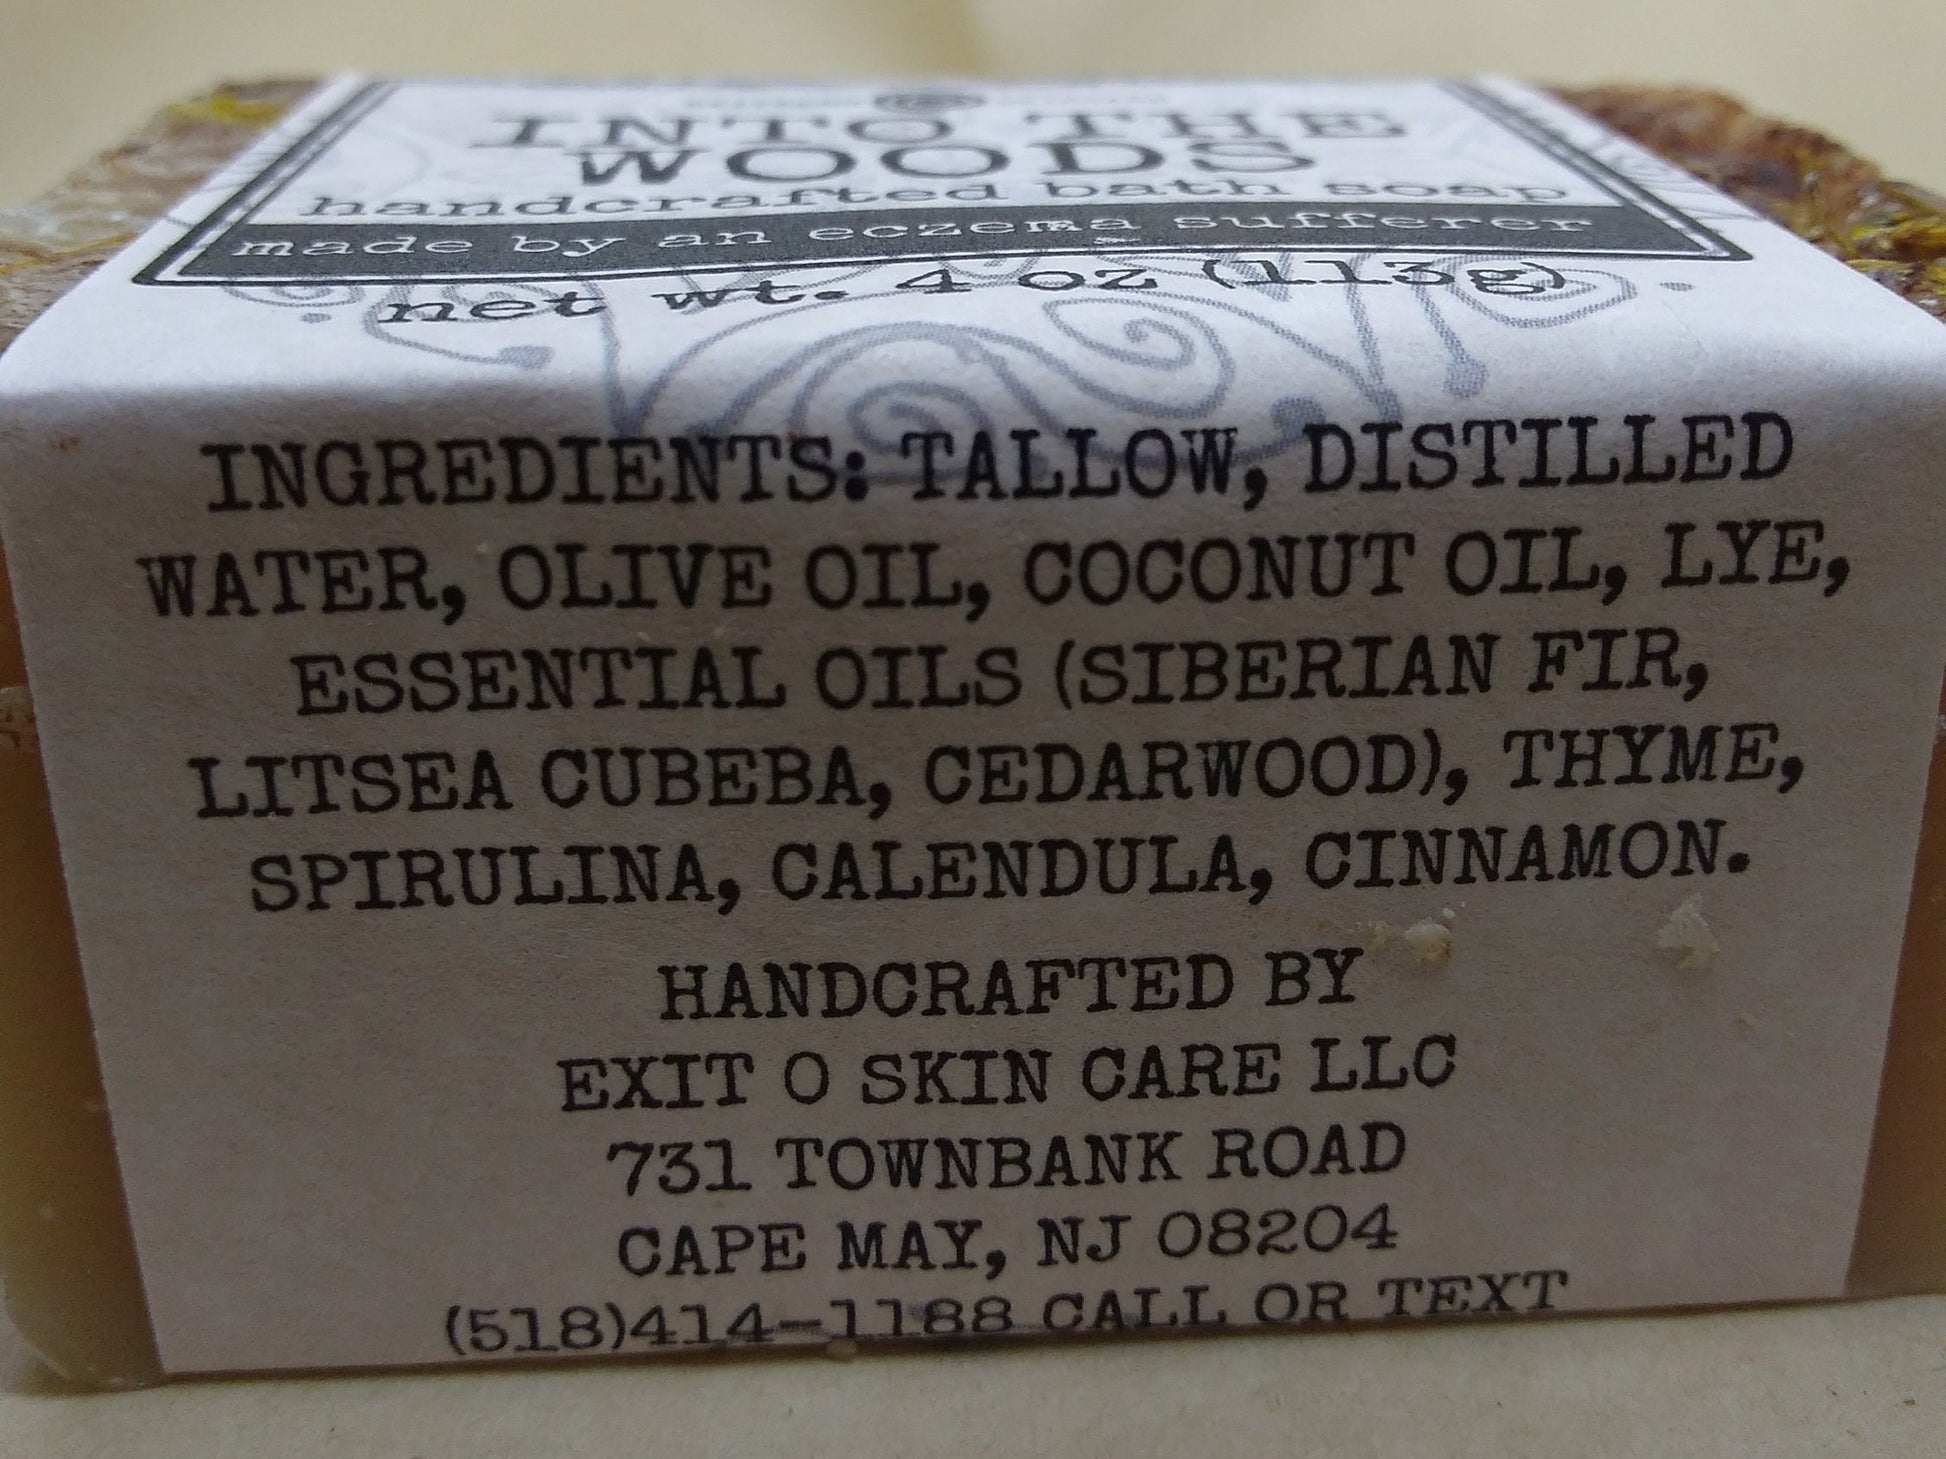 INTO THE
WOODS
handcrafted bath soap
made by an eczema sufferer
net wt. 4 oz (113g)
INGREDIENTS: TALLOW, DISTILLED
WATER, OLIVE OIL, COCONUT OIL, LYE,
ESSENTIAL OILS (SIBERIAN FIR,
LITSEA CUBEBA, CEDARWOOD), THYME,
SPIRULINA, CALENDULA, CINNAMON.
HANDCRAFTED BY
EXIT 0 SKIN CARE LLC
731 TOWNBANK ROAD
CAPE MAY, NJ 08204
(518)414-1188 CALL OR TEXT